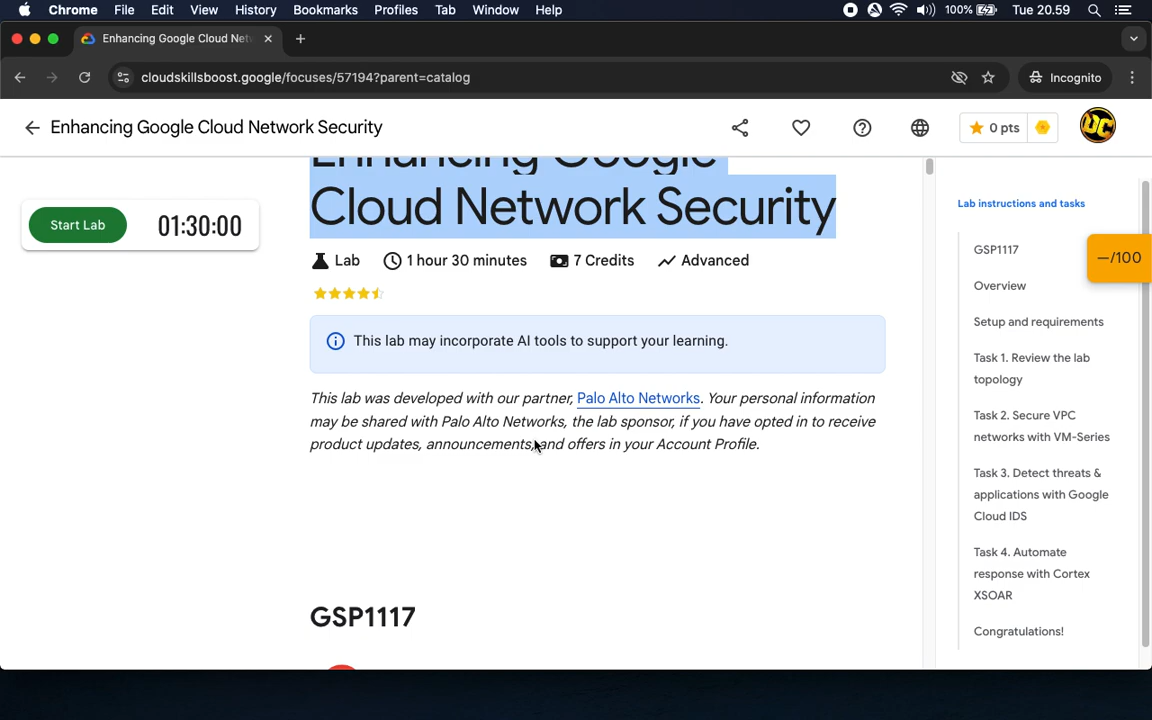 Chrome File Edit View History Bookmarks Profiles Tab Window Help 100% Tue 20.59
Enhancing Google Cloud Net
cloudskillsboost.google/focuses/57194?parent=catalog Incognito
Enhancing Google Cloud Network Security 0 pts
Start Lab 01:30:00
Enhancing Google
Cloud Network Security
Lab 1 hour 30 minutes 7 Credits Advanced
This lab may incorporate AI tools to support your learning.
This lab was developed with our partner, Palo Alto Networks. Your personal information
may be shared with Palo Alto Networks, the lab sponsor, if you have opted in to receive
product updates, announcements, and offers in your Account Profile.
GSP1117
Lab instructions and tasks
GSP1117
–/100
Overview
Setup and requirements
Task 1. Review the lab
topology
Task 2. Secure VPC
networks with VM-Series
Task 3. Detect threats &
applications with Google
Cloud IDS
Task 4. Automate
response with Cortex
XSOAR
Congratulations!